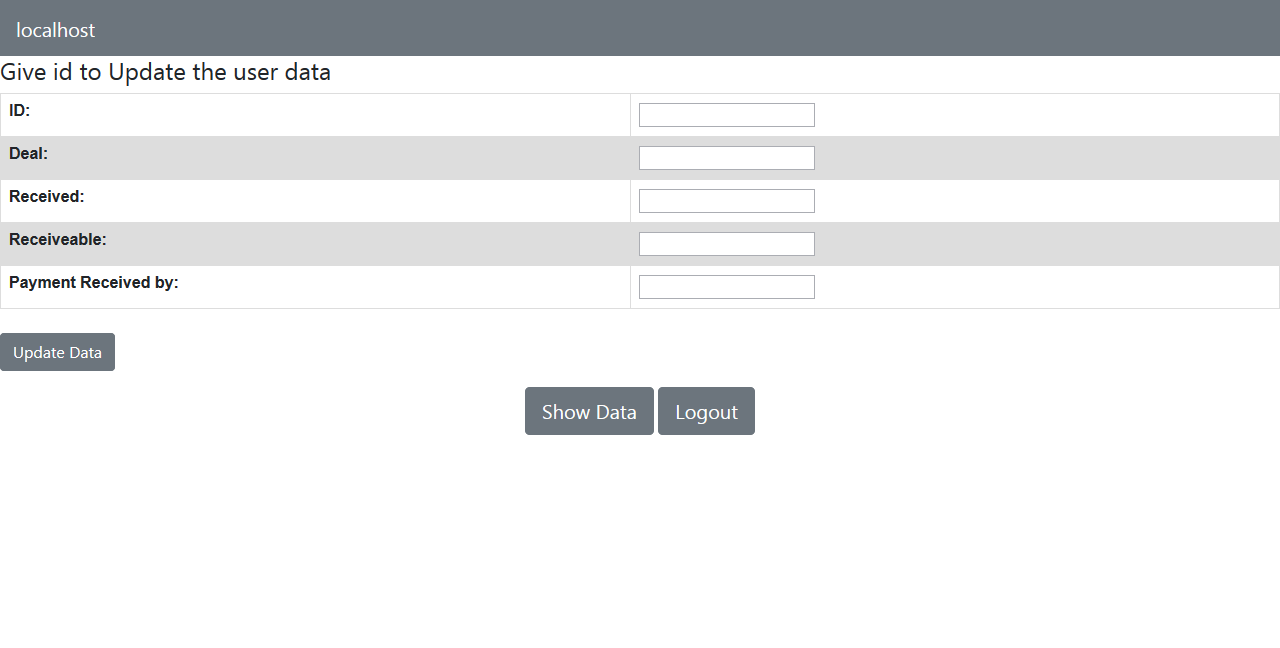 localhost
Give id to Update the user data
ID:
Deal:
Received:
Receiveable:
Payment Received by:
Update Data
Show Data Logout